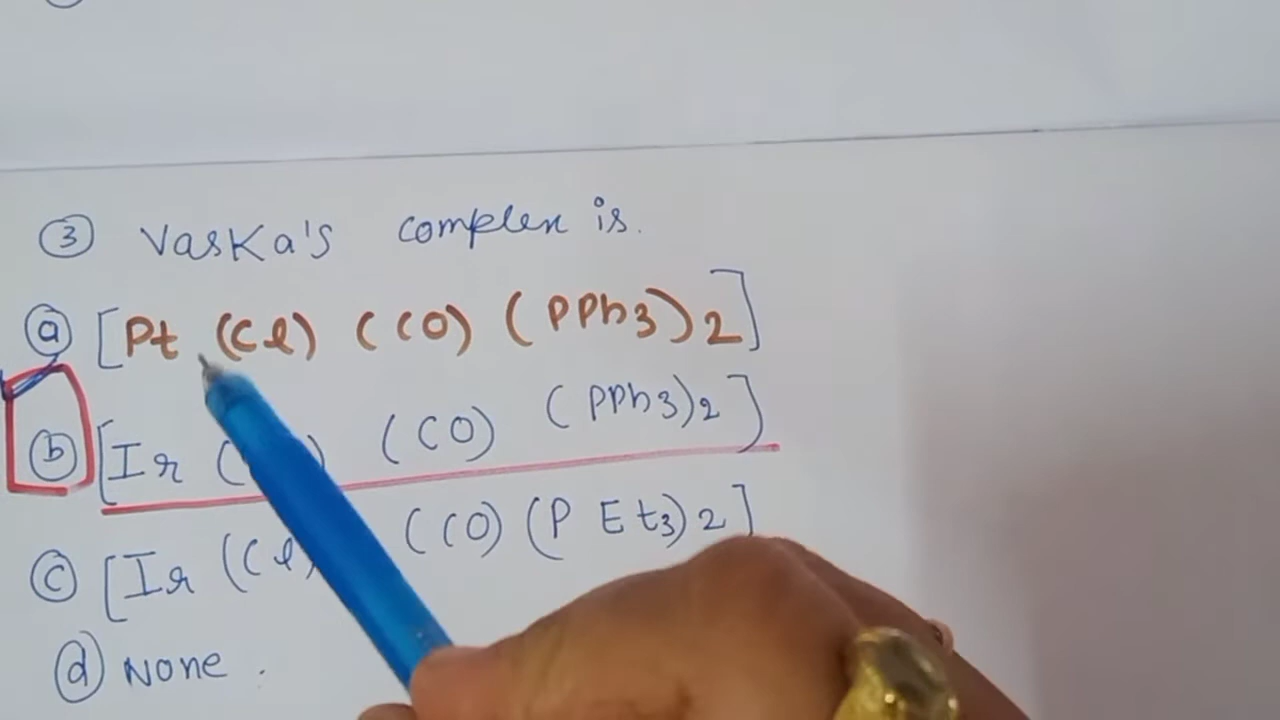 ③ Vaska's complex is.
ⓐ [Pt (Cl) (CO) (PPh3)2]
ⓑ [Ir ( ) (CO) (PPh3)2]
ⓒ [Ir (Cl) (CO) (P Et3)2]
ⓓ None.